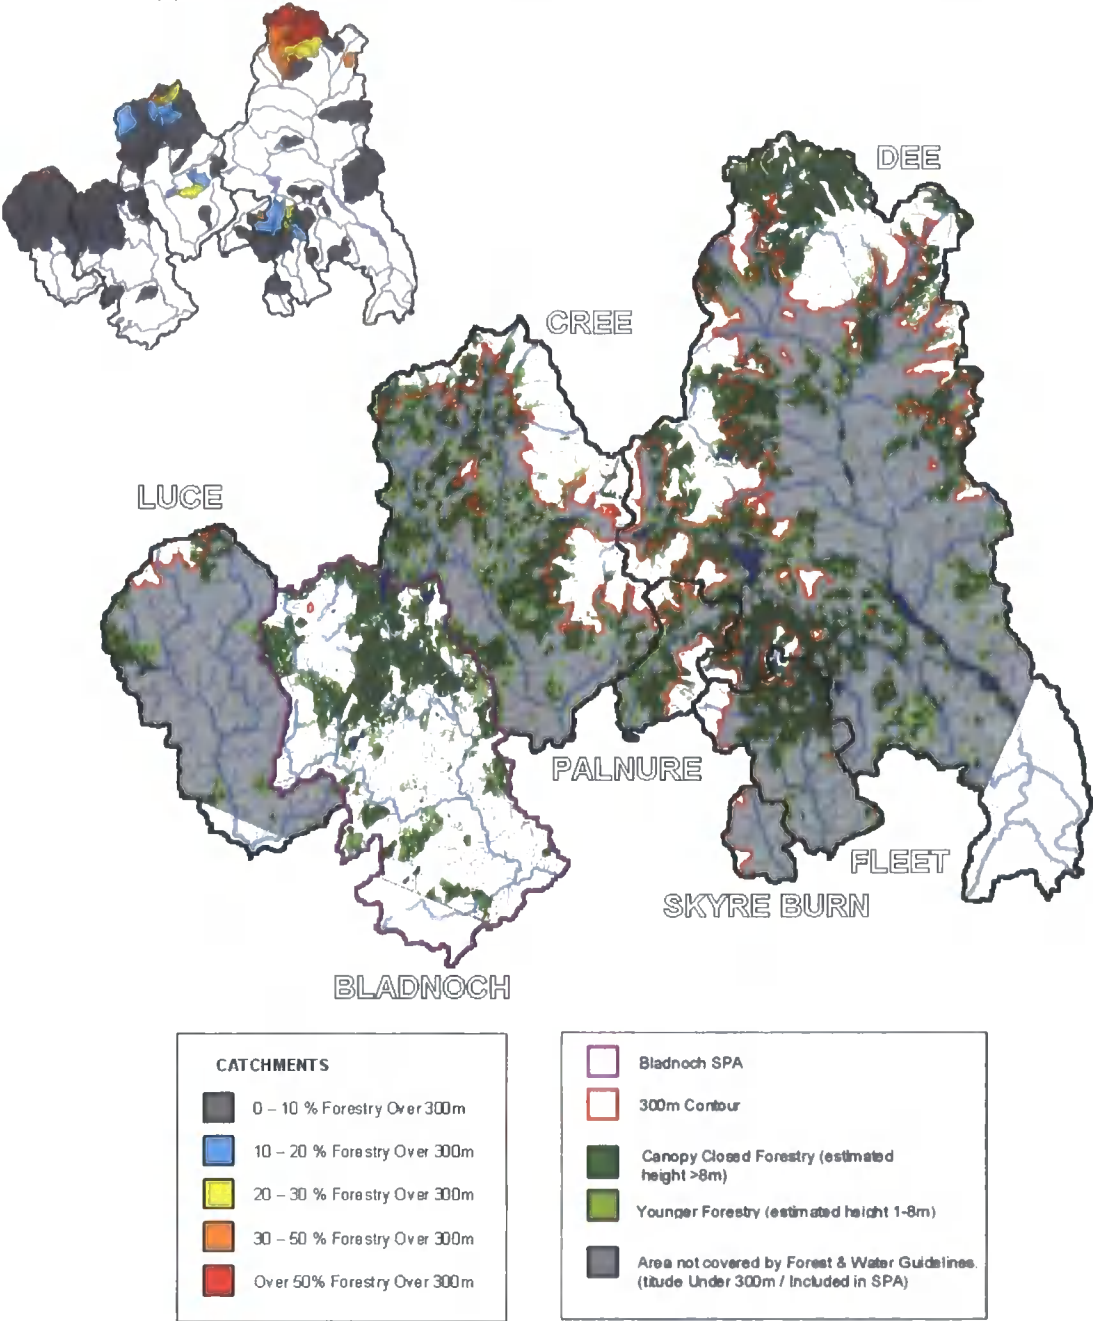 DEE
CREE
LUCE
PALNURE
FLEET
SKYRE BURN
BLADNOCH
CATCHMENTS
0 – 10 % Forestry Over 300m
10 – 20 % Forestry Over 300m
20 – 30 % Forestry Over 300m
30 – 50 % Forestry Over 300m
Over 50% Forestry Over 300m
Bladnoch SPA
300m Contour
Canopy Closed Forestry (estimated
height >8m)
Younger Forestry (estimated height 1-8m)
Area not covered by Forest & Water Guidelines.
(titude Under 300m / Included in SPA)